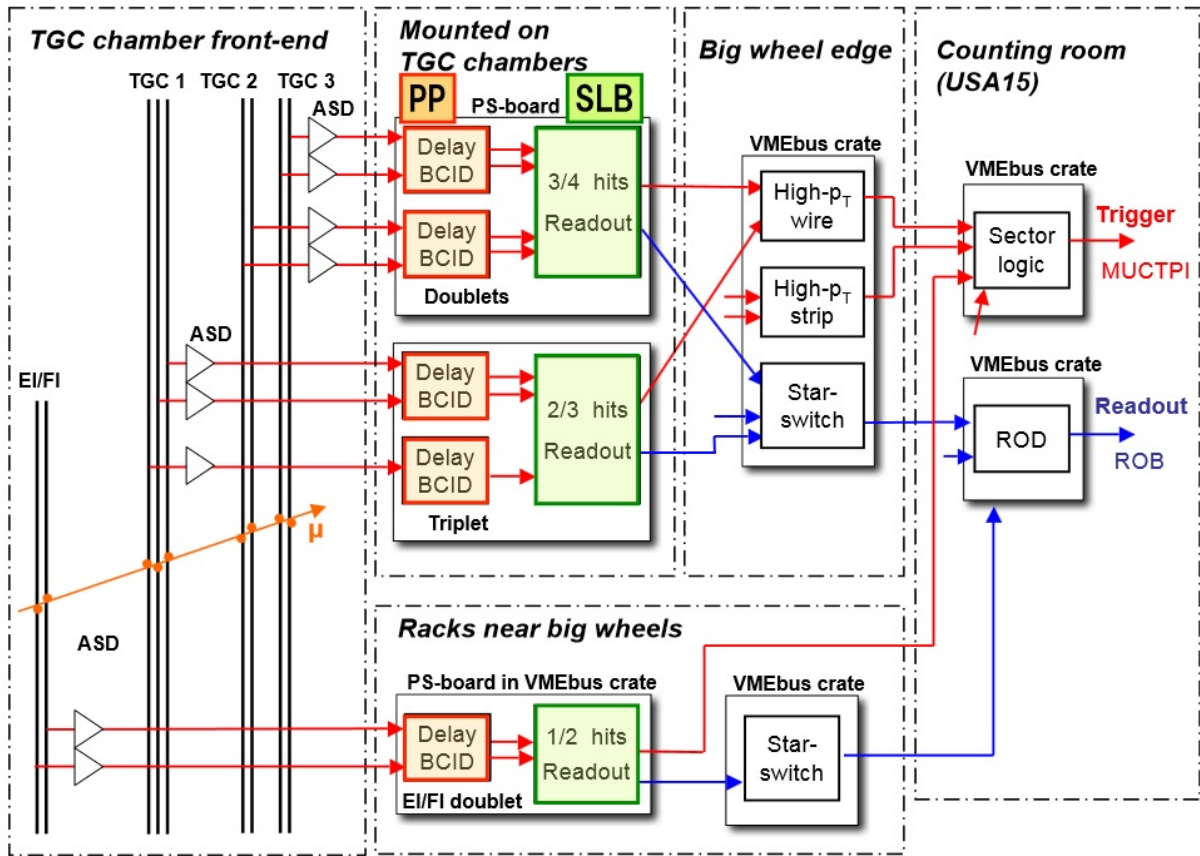 TGC chamber front-end
TGC 1
TGC 2
TGC 3
ASD
ASD
EI/FI
μ
ASD
Mounted on
TGC chambers
PP
PS-board
SLB
Delay
BCID
Delay
BCID
3/4 hits
Readout
Doublets
Delay
BCID
Delay
BCID
2/3 hits
Readout
Triplet
Big wheel edge
VMEbus crate
High-pT
wire
High-pT
strip
Star-
switch
Counting room
(USA15)
VMEbus crate
Sector
logic
Trigger
MUCTPI
VMEbus crate
ROD
Readout
ROB
Racks near big wheels
PS-board in VMEbus crate
Delay
BCID
1/2 hits
Readout
EI/FI doublet
VMEbus crate
Star-
switch